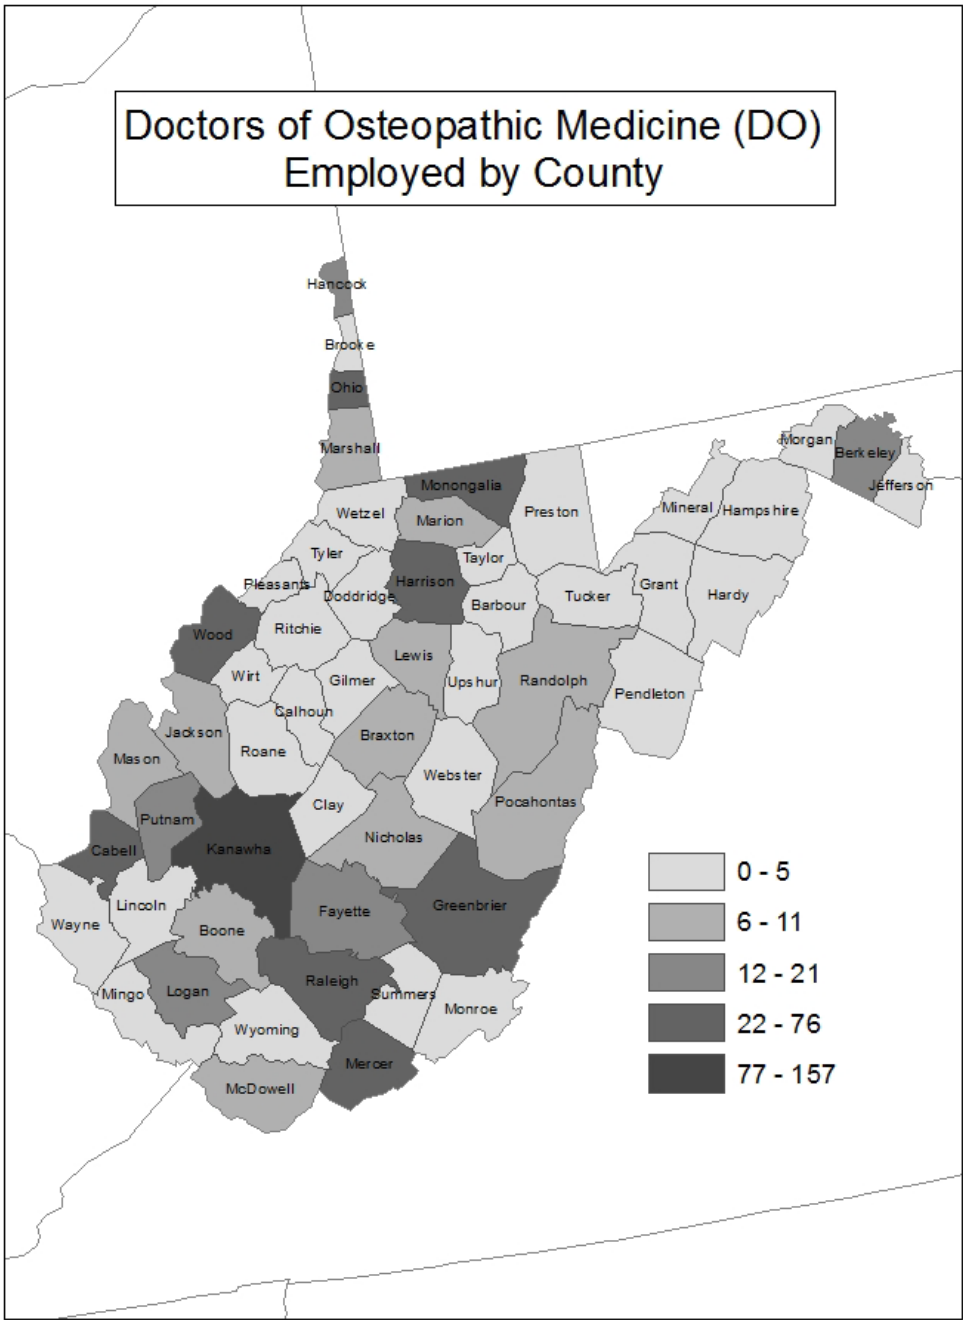 Doctors of Osteopathic Medicine (DO)
Employed by County
Hancock
Brooke
Ohio
Marshall
Morgan
Berkeley
Jefferson
Monongalia
Wetzel
Marion
Preston
Mineral
Hampshire
Tyler
Taylor
Pleasants
Doddridge
Harrison
Barbour
Tucker
Grant
Hardy
Wood
Ritchie
Lewis
Wirt
Gilmer
Upshur
Randolph
Pendleton
Calhoun
Jackson
Roane
Braxton
Mason
Webster
Clay
Pocahontas
Putnam
Nicholas
Cabell
Kanawha
Lincoln
Fayette
Greenbrier
Wayne
Boone
Mingo
Logan
Raleigh
Summers
Monroe
Wyoming
Mercer
McDowell
0 - 5
6 - 11
12 - 21
22 - 76
77 - 157